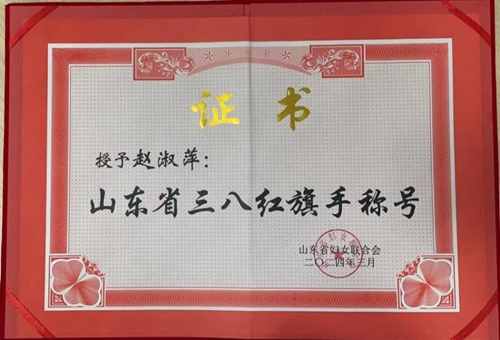 证书
授予赵淑萍：
山东省三八红旗手称号
山东省妇女联合会
二〇二四年三月